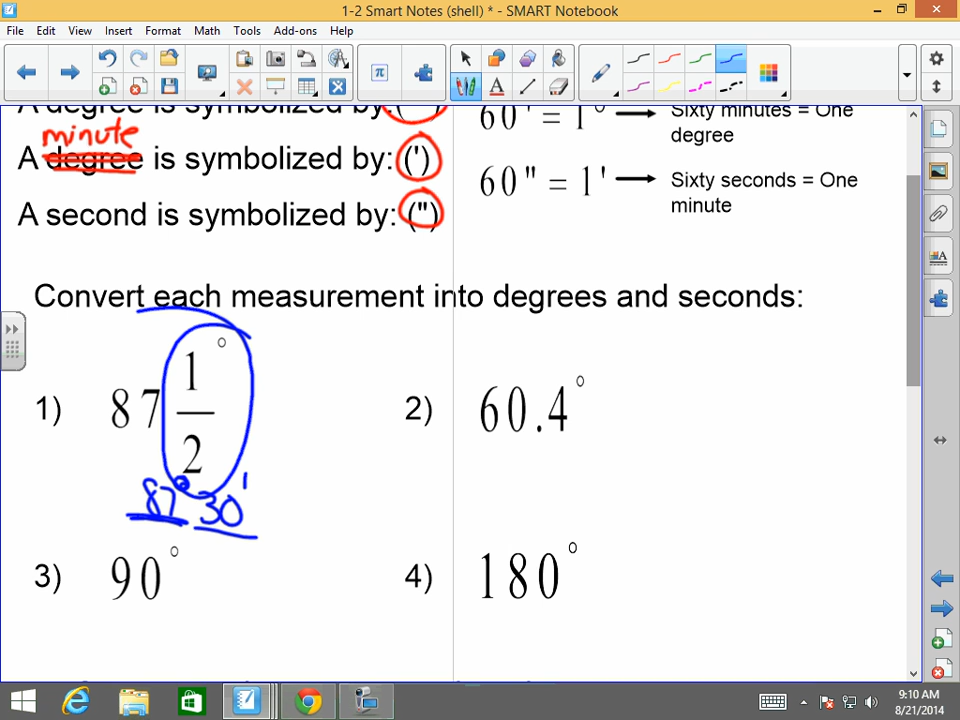 1-2 Smart Notes (shell) * - SMART Notebook
File Edit View Insert Format Math Tools Add-ons Help
A degree is symbolized by:
60' = 1° Sixty minutes = One
degree
minute
A degree is symbolized by: (')
60" = 1' Sixty seconds = One
minute
A second is symbolized by: (")
Convert each measurement into degrees and seconds:
1) 87 1/2°
2) 60.4°
87° 30'
3) 90°
4) 180°
9:10 AM
8/21/2014